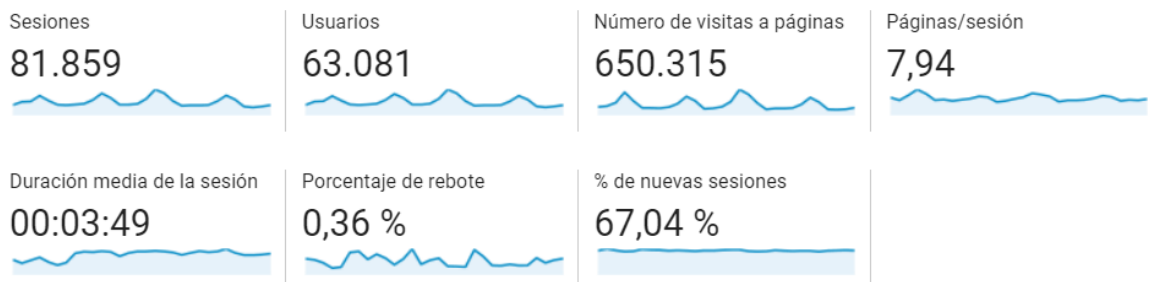 Sesiones
81.859
Usuarios
63.081
Número de visitas a páginas
650.315
Páginas/sesión
7,94
Duración media de la sesión
00:03:49
Porcentaje de rebote
0,36 %
% de nuevas sesiones
67,04 %